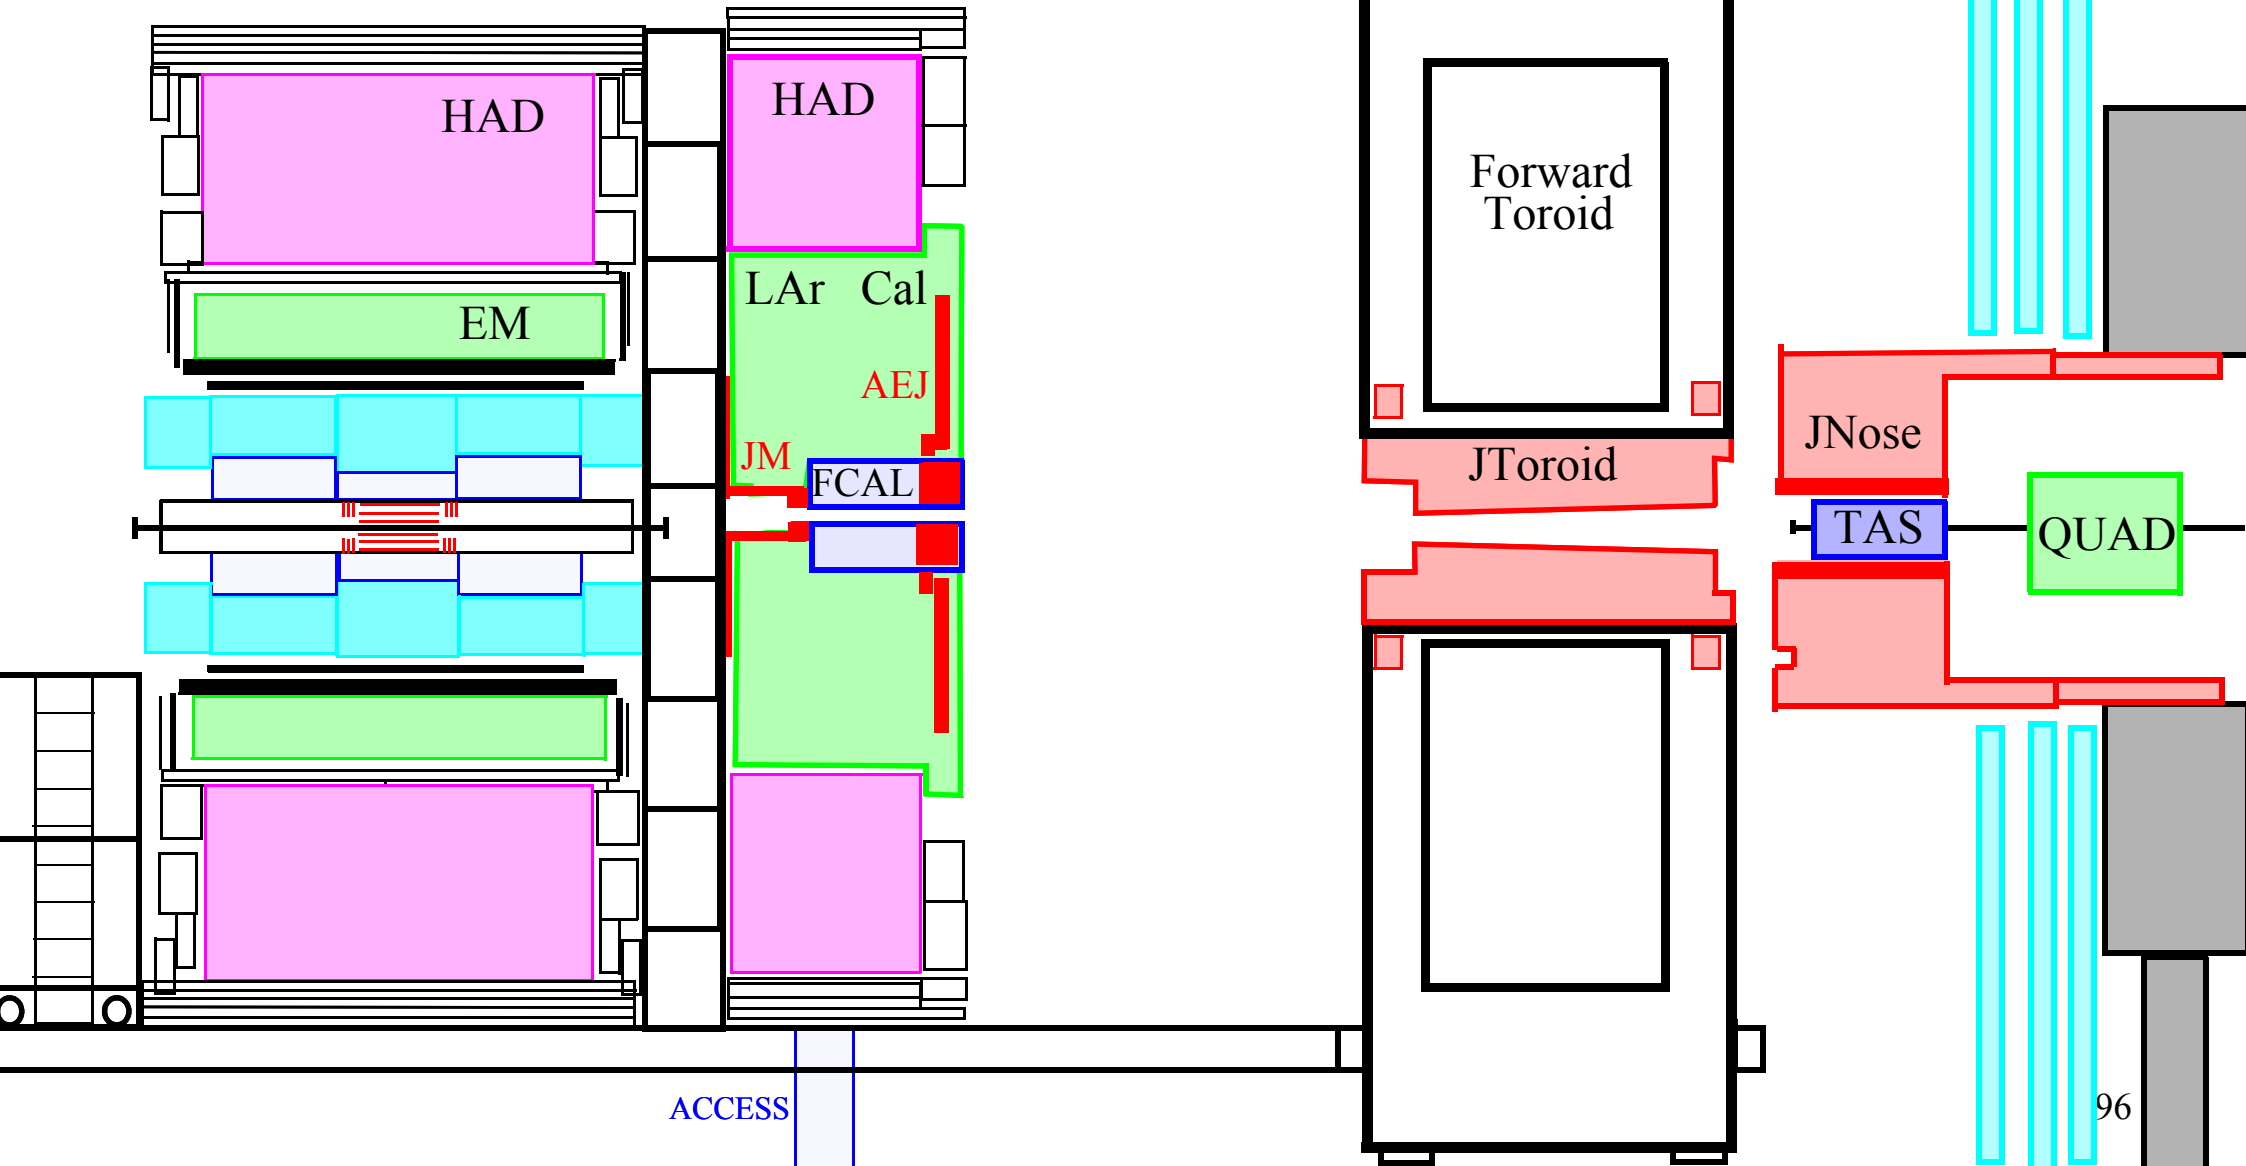 HAD
HAD
Forward
Toroid
LAr Cal
EM
AEJ
JM
FCAL
JToroid
JNose
TAS
QUAD
ACCESS
96